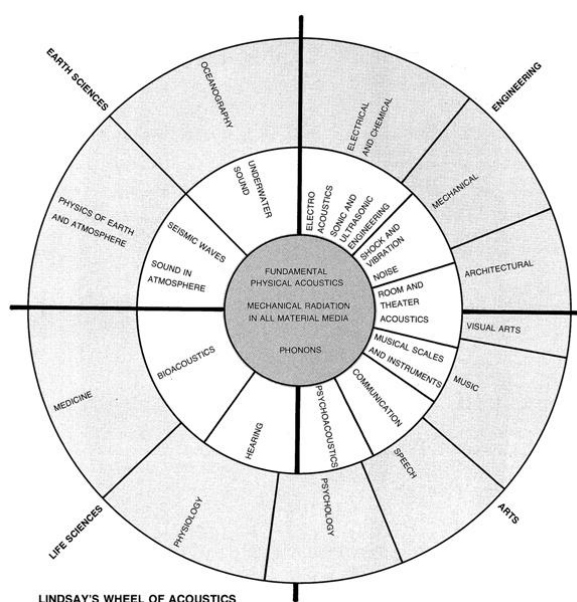 EARTH SCIENCES
ENGINEERING
OCEANOGRAPHY
ELECTRICAL
AND CHEMICAL
MECHANICAL
ARCHITECTURAL
VISUAL ARTS
MUSIC
SPEECH
PSYCHOLOGY
PHYSIOLOGY
MEDICINE
PHYSICS OF EARTH
AND ATMOSPHERE
UNDERWATER
SOUND
ELECTRO
ACOUSTICS
SONIC AND
ULTRASONIC
ENGINEERING
SHOCK AND
VIBRATION
NOISE
ROOM AND
THEATER
ACOUSTICS
MUSICAL SCALES
AND INSTRUMENTS
COMMUNICATION
PSYCHOACOUSTICS
HEARING
BIOACOUSTICS
SOUND IN
ATMOSPHERE
SEISMIC WAVES
FUNDAMENTAL
PHYSICAL ACOUSTICS
MECHANICAL RADIATION
IN ALL MATERIAL MEDIA
PHONONS
LIFE SCIENCES
ARTS
LINDSAY'S WHEEL OF ACOUSTICS